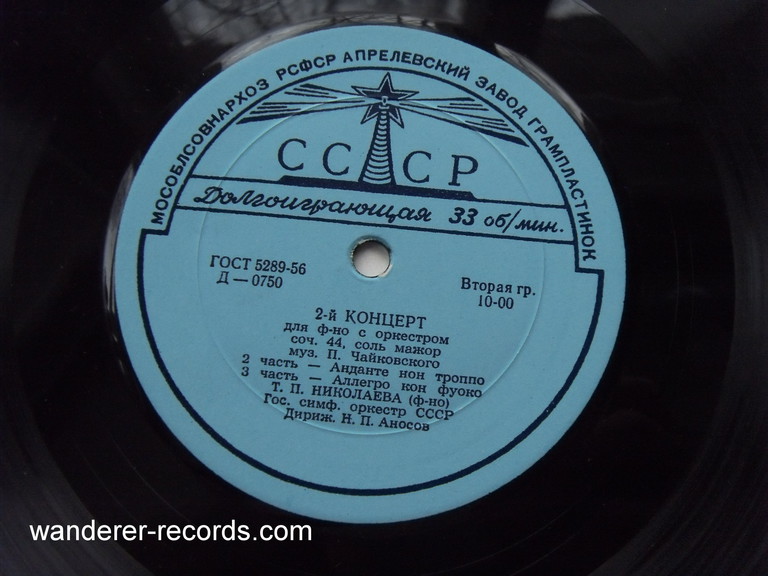 МОСОБЛСОВНАРХОЗ РСФСР АПРЕЛЕВСКИЙ ЗАВОД ГРАМПЛАСТИНОК
СССР
Долгоиграющая 33 об/мин.
ГОСТ 5289-56
Д — 0750
Вторая гр.
10-00
2-й КОНЦЕРТ
для ф-но с оркестром
соч. 44, соль мажор
муз. П. Чайковского
2 часть — Анданте нон троппо
3 часть — Аллегро кон фуоко
Т. П. НИКОЛАЕВА (ф-но)
Гос. симф. оркестр СССР
Дириж. Н. П. Аносов
wanderer-records.com